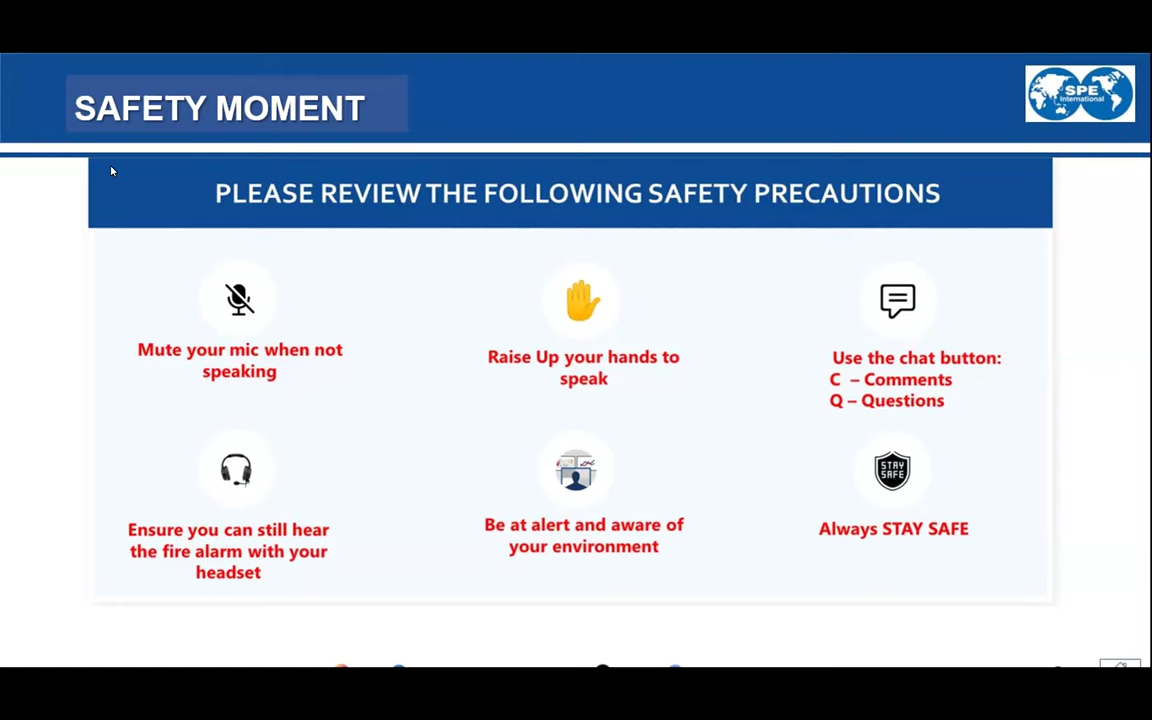 SAFETY MOMENT
SPE
International
PLEASE REVIEW THE FOLLOWING SAFETY PRECAUTIONS
Mute your mic when not
speaking
Raise Up your hands to
speak
Use the chat button:
C – Comments
Q – Questions
Ensure you can still hear
the fire alarm with your
headset
Be at alert and aware of
your environment
STAY
SAFE
Always STAY SAFE